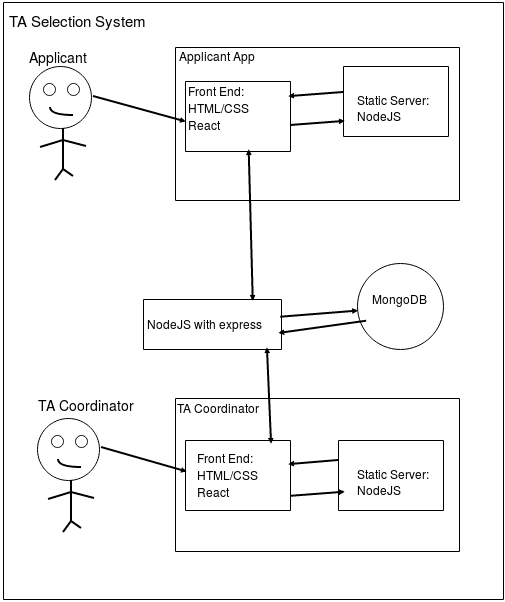 TA Selection System
Applicant
Applicant App
Front End:
HTML/CSS
React
Static Server:
NodeJS
NodeJS with express
MongoDB
TA Coordinator
TA Coordinator
Front End:
HTML/CSS
React
Static Server:
NodeJS